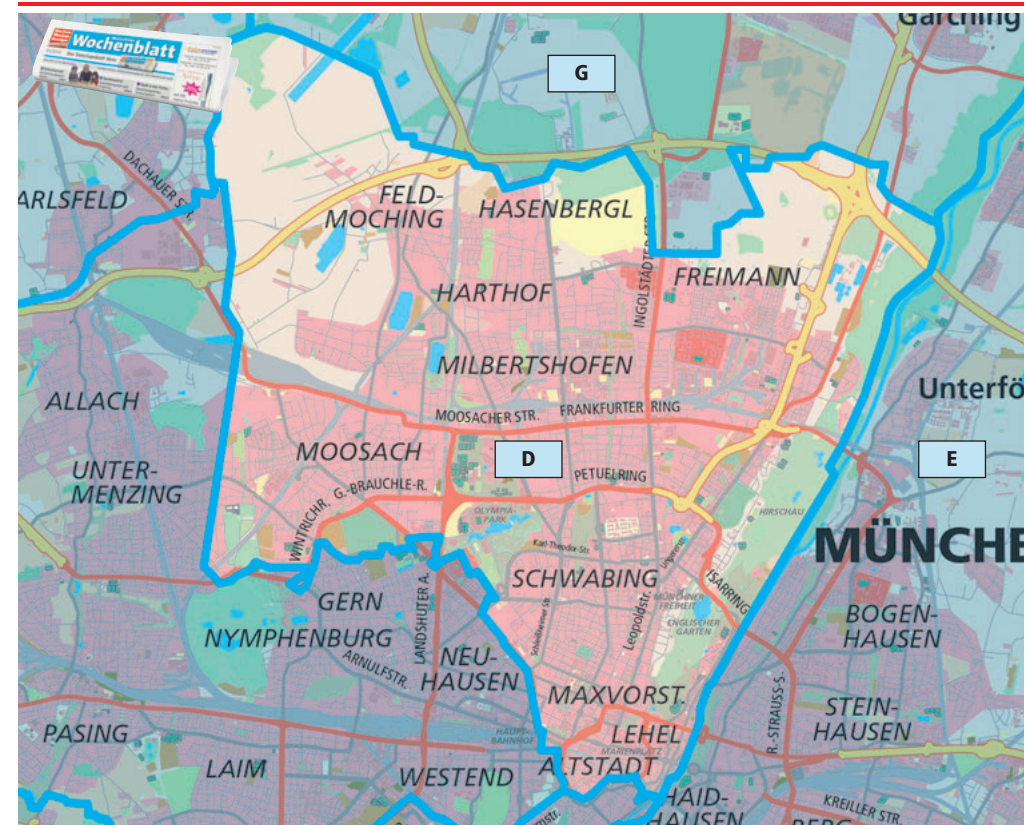 Garching
Wochenblatt
G
DACHAUER STR.
ARLSFELD
FELD-
MOCHING
HASENBERGL
INGOLSTÄDTER STR.
FREIMANN
HARTHOF
MILBERTSHOFEN
ALLACH
MOOSACHER STR.
FRANKFURTER RING
Unterfö
MOOSACH
D
E
UNTER-
MENZING
G.-BRAUCHLE-R.
PETUELRING
WINTRICHR.
OLYMPIA-
PARK
HIRSCHAU
MÜNCHE
Karl-Theodor-Str.
Ungererstr.
SCHWABING
ISARRING
MÜNCHNER
FREIHEIT
ENGLISCHER
GARTEN
Leopoldstr.
Schleißheimer Str.
GERN
LANDSHUTER A.
BOGEN-
HAUSEN
NYMPHENBURG
ARNULFSTR.
NEU-
HAUSEN
MAXVORST.
R.-STRAUSS-S.
STEIN-
HAUSEN
PASING
HAUPT-
BAHNHOF
LEHEL
MARIENPLATZ
LAIM
WESTEND
ALTSTADT
HAID-
HAUSEN
KREILLER STR.
BERG